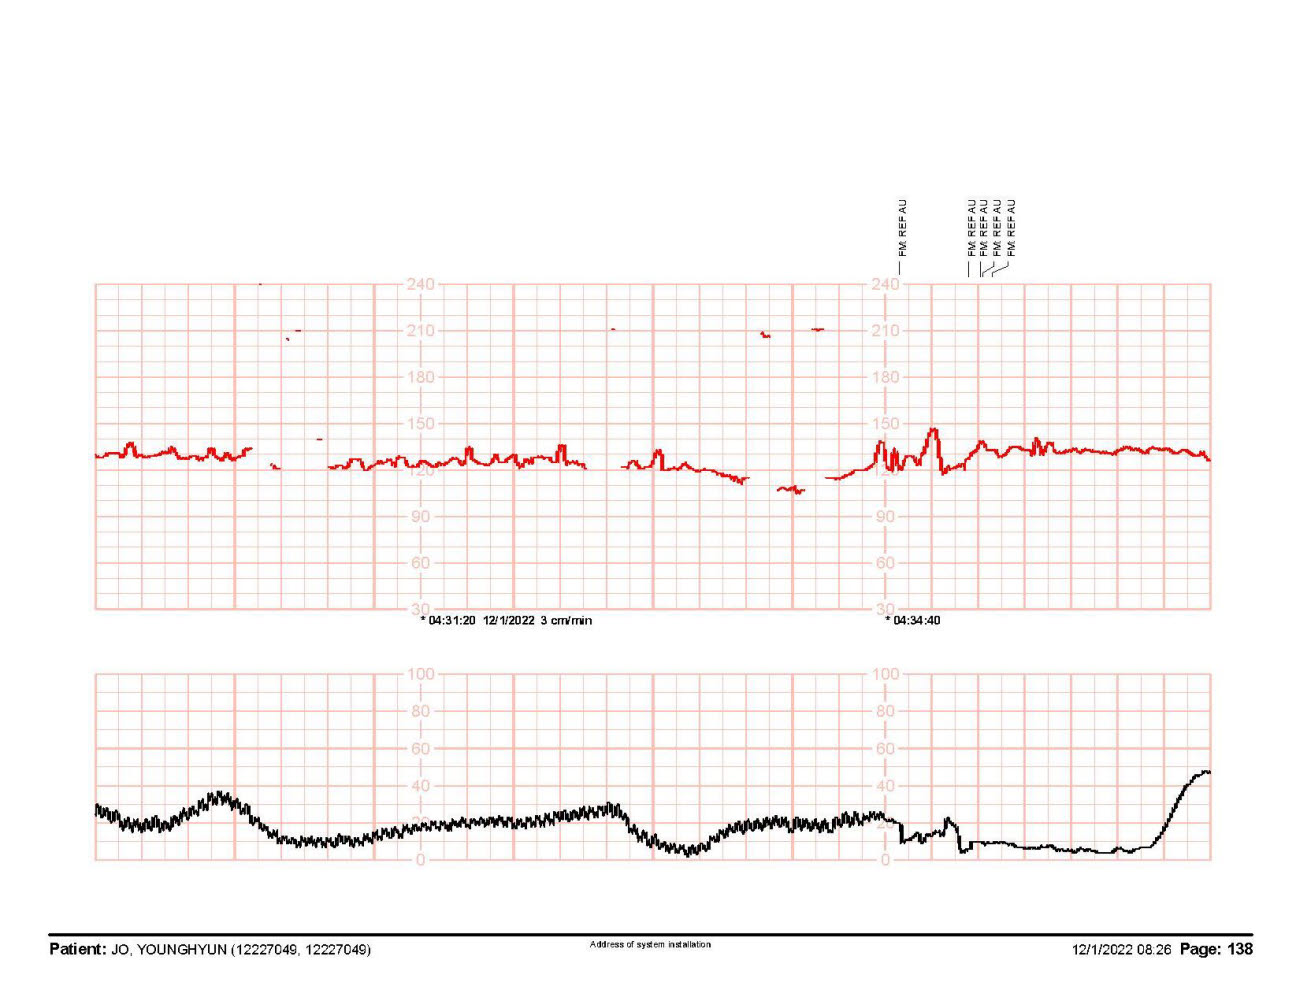 FM: REF AU
FM: REF AU
FM: REF AU
FM: REF AU
FM: REF AU
240 240
210 210
180 180
150 150
120 120
90 90
60 60
30 30
* 04:31:20 12/1/2022 3 cm/min * 04:34:40
100 100
80 80
60 60
40 40
20 20
0 0
Patient: JO, YOUNGHYUN (12227049, 12227049) Address of system installation 12/1/2022 08:26 Page: 138